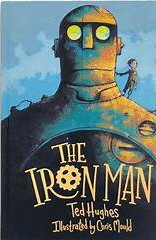 THE
IRON MAN
Ted Hughes
Illustrated by Chris Mould